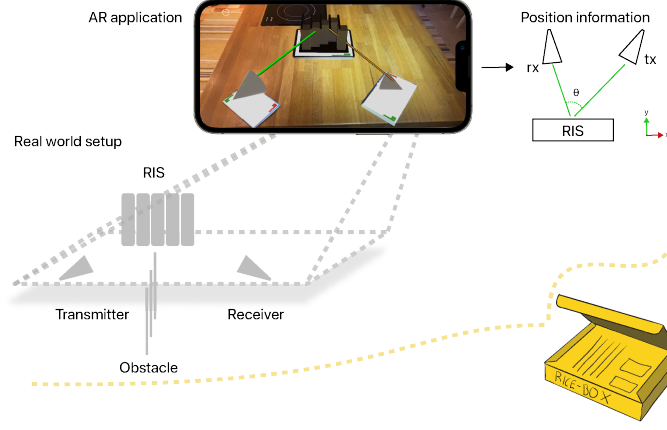 AR application
Position information
rx
tx
θ
RIS
y
Real world setup
RIS
Transmitter
Receiver
Obstacle
RICE-BOX